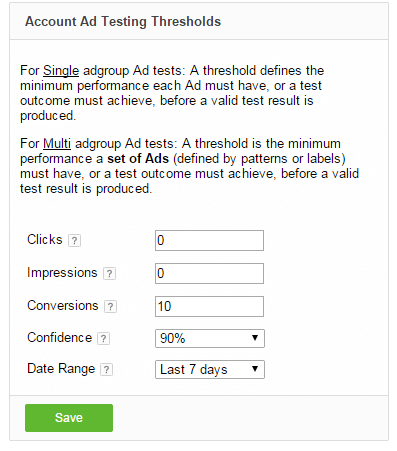 Account Ad Testing Thresholds
For Single adgroup Ad tests: A threshold defines the
minimum performance each Ad must have, or a test
outcome must achieve, before a valid test result is
produced.
For Multi adgroup Ad tests: A threshold is the minimum
performance a set of Ads (defined by patterns or labels)
must have, or a test outcome must achieve, before a valid
test result is produced.
Clicks ? 0
Impressions ? 0
Conversions ? 10
Confidence ? 90%
Date Range ? Last 7 days
Save